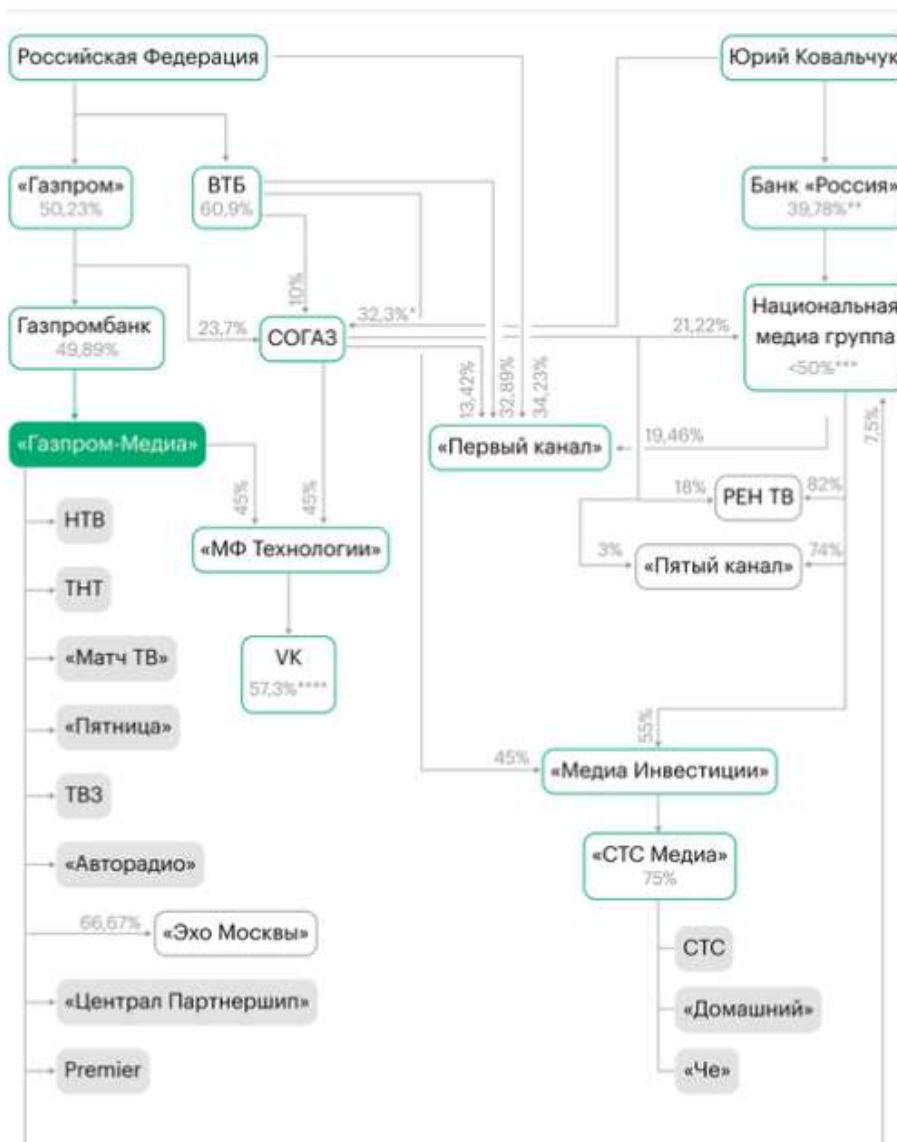 Российская Федерация
Юрий Ковальчук
«Газпром»
50,23%
ВТБ
60,9%
Банк «Россия»
39,78%**
10%
32,3%*
Газпромбанк
49,89%
23,7%
СОГАЗ
21,22%
Национальная
медиа группа
<50%***
13,42%
32,89%
34,23%
7,5%
«Газпром-Медиа»
«Первый канал»
19,46%
45%
45%
18%
РЕН ТВ
82%
НТВ
«МФ Технологии»
3%
«Пятый канал»
74%
ТНТ
VK
57,3%****
«Матч ТВ»
«Пятница»
55%
45%
«Медиа Инвестиции»
ТВ3
«СТС Медиа»
75%
«Авторадио»
66,67%
«Эхо Москвы»
СТС
«Централ Партнершип»
«Домашний»
Premier
«Че»